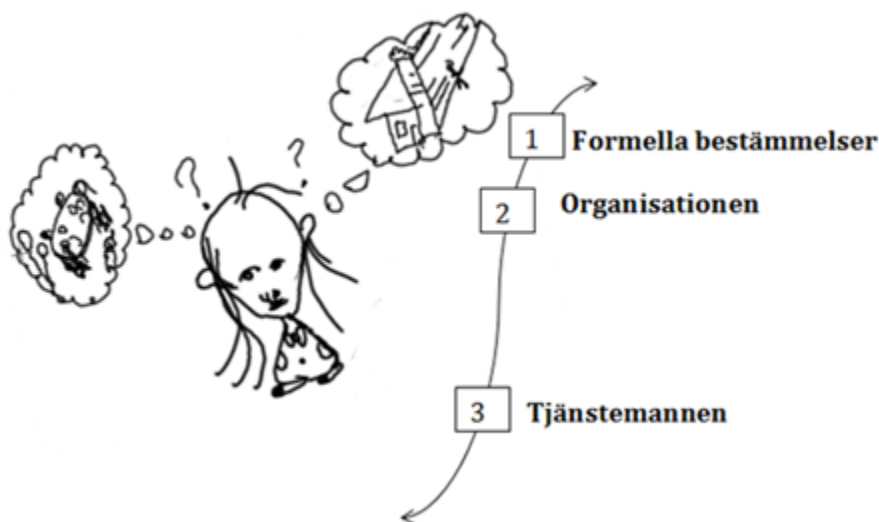 ? ?
1 Formella bestämmelser
2 Organisationen
3 Tjänstemannen